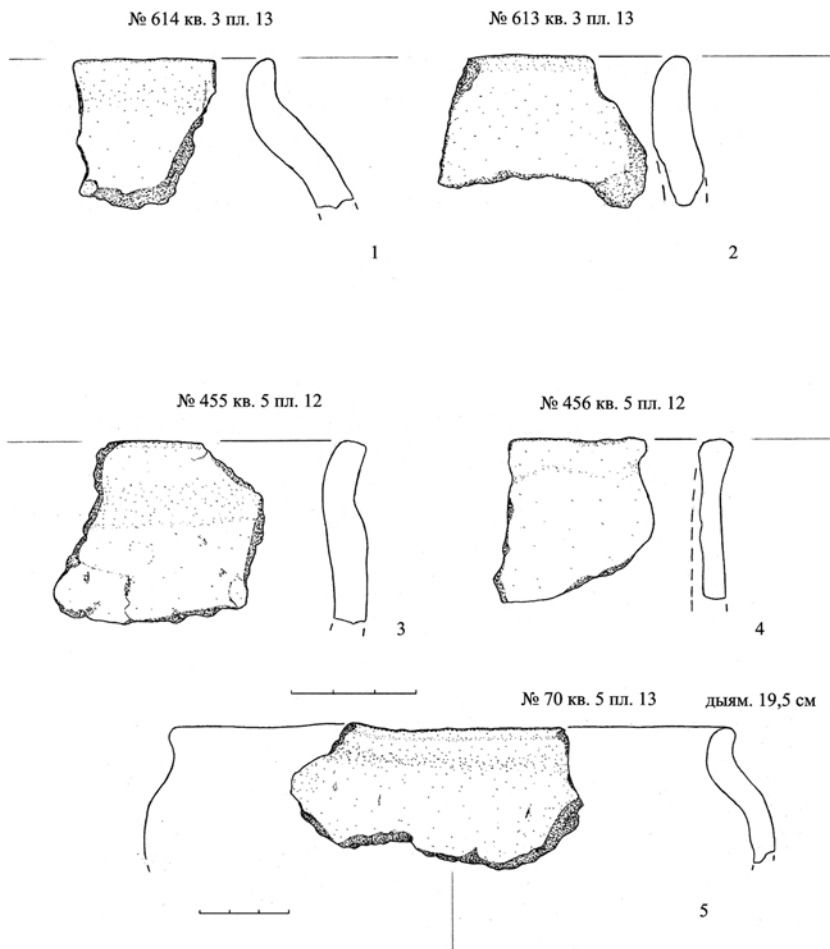 № 614 кв. 3 пл. 13
№ 613 кв. 3 пл. 13
1
2
№ 455 кв. 5 пл. 12
№ 456 кв. 5 пл. 12
3
4
№ 70 кв. 5 пл. 13
дыям. 19,5 см
5